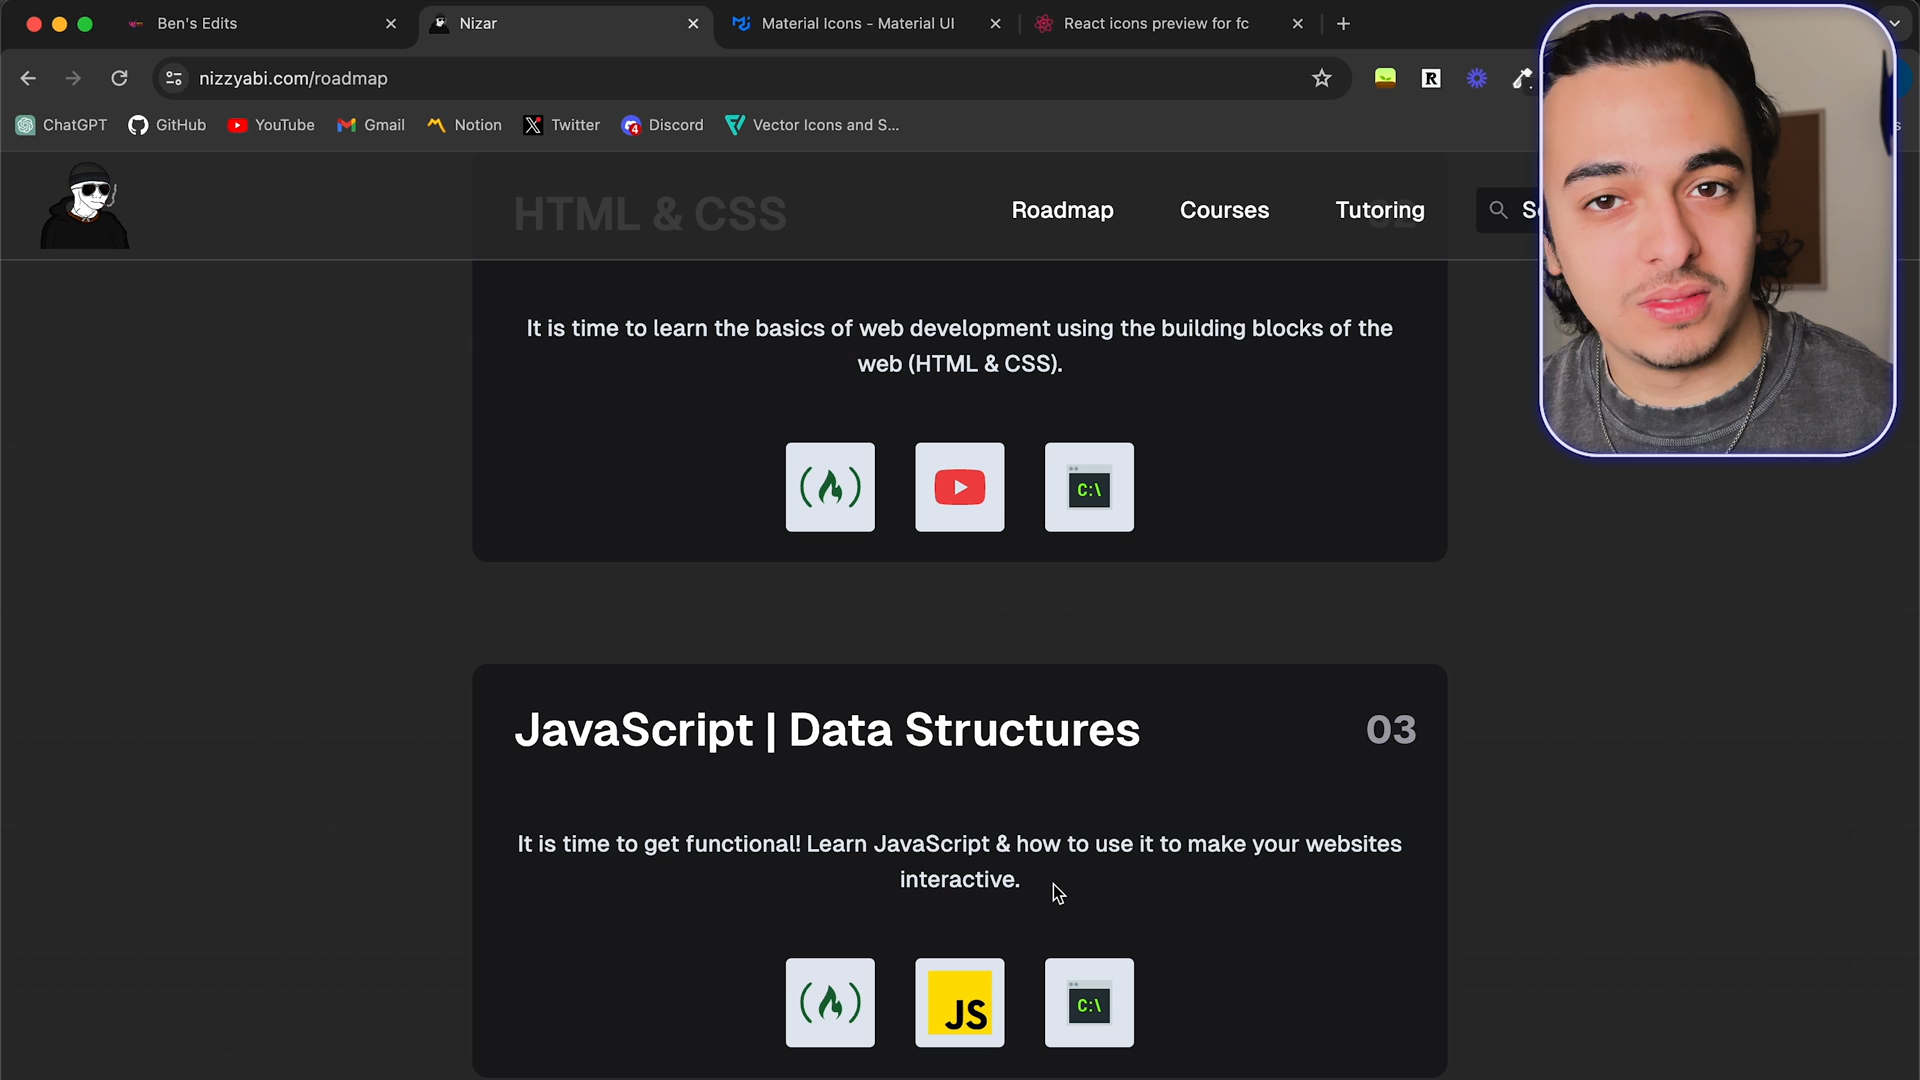 Ben's Edits
Nizar
Material Icons - Material UI
React icons preview for fc
nizzyabi.com/roadmap
R
ChatGPT
GitHub
YouTube
Gmail
Notion
Twitter
4
Discord
Vector Icons and S...
HTML & CSS
Roadmap
Courses
Tutoring
It is time to learn the basics of web development using the building blocks of the
web (HTML & CSS).
C:\
JavaScript | Data Structures
03
It is time to get functional! Learn JavaScript & how to use it to make your websites
interactive.
JS
C:\